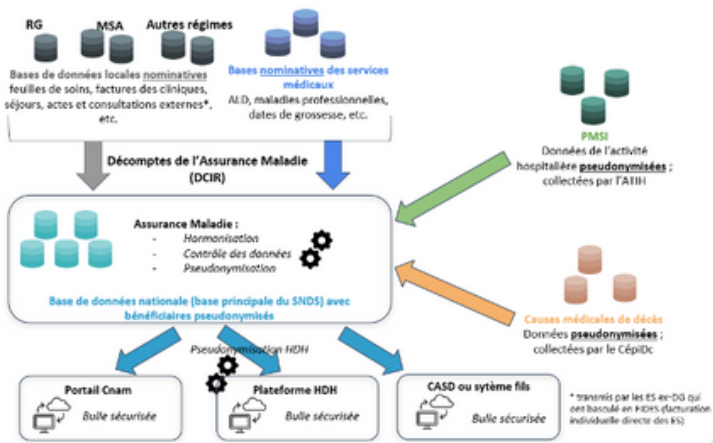 RG
MSA
Autres régimes
Bases de données locales nominatives
feuilles de soins, factures des cliniques,
séjours, actes et consultations externes*,
etc.
Bases nominatives des services
médicaux
ALD, maladies professionnelles,
dates de grossesse, etc.
PMSI
Données de l'activité
hospitalière pseudonymisées ;
collectées par l'ATIH
Décomptes de l'Assurance Maladie
(DCIR)
Assurance Maladie :
- Harmonisation
- Contrôle des données
- Pseudonymisation
Base de données nationale (base principale du SNDS) avec
bénéficiaires pseudonymisés
Causes médicales de décès
Données pseudonymisées ;
collectées par le CépiDc
Pseudonymisation HDH
Portail Cnam
Bulle sécurisée
Plateforme HDH
Bulle sécurisée
CASD ou sytème fils
Bulle sécurisée
* transmis par les ES ex-DG qui
ont basculé en FIDES (facturation
individuelle directe des ES)